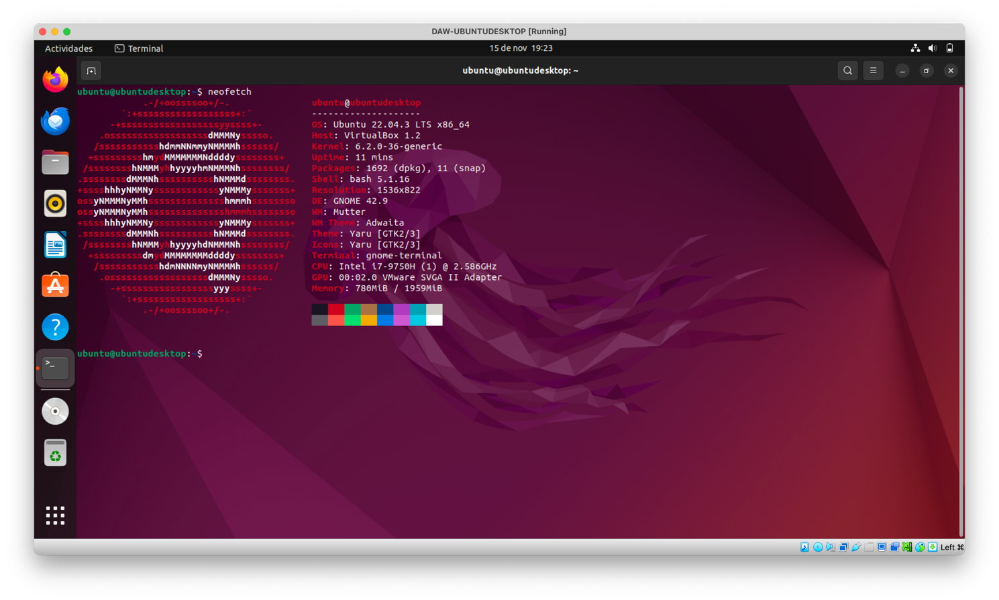 DAW-UBUNTUDESKTOP [Running]
Actividades Terminal 15 de nov 19:23
ubuntu@ubuntudesktop: ~
ubuntu@ubuntudesktop:~$ neofetch
.-/+oossssoo+/-. ubuntu@ubuntudesktop
`:+ssssssssssssssssss+:` --------------------
-+ssssssssssssssssssyyssss+- OS: Ubuntu 22.04.3 LTS x86_64
.ossssssssssssssssssdMMMNysssso. Host: VirtualBox 1.2
/ssssssssssshdmmNNmmyNMMMMhssssss/ Kernel: 6.2.0-36-generic
+ssssssssshmydMMMMMMMNddddyssssssss+ Uptime: 11 mins
/sssssssshNMMMyhhyyyyhmNMMMNhssssssss/ Packages: 1692 (dpkg), 11 (snap)
.ssssssssdMMMNhsssssssssshNMMMdssssssss. Shell: bash 5.1.16
+sssshhhyNMMNyssssssssssssyNMMMysssssss+ Resolution: 1536x822
ossyNMMMNyMMhsssssssssssssshmmmhssssssso DE: GNOME 42.9
ossyNMMMNyMMhsssssssssssssshmmmhssssssso WM: Mutter
+sssshhhyNMMNyssssssssssssyNMMMysssssss+ WM Theme: Adwaita
.ssssssssdMMMNhsssssssssshNMMMdssssssss. Theme: Yaru [GTK2/3]
/sssssssshNMMMyhhyyyyhdNMMMNhssssssss/ Icons: Yaru [GTK2/3]
+sssssssssdmydMMMMMMMMddddyssssssss+ Terminal: gnome-terminal
/ssssssssssshdmNNNNmyNMMMMhssssss/ CPU: Intel i7-9750H (1) @ 2.586GHz
.ossssssssssssssssssdMMMNysssso. GPU: 00:02.0 VMware SVGA II Adapter
-+sssssssssssssssssyyyssss+- Memory: 780MiB / 1959MiB
`:+ssssssssssssssssss+:`
.-/+oossssoo+/-.
ubuntu@ubuntudesktop:~$
Left ⌘